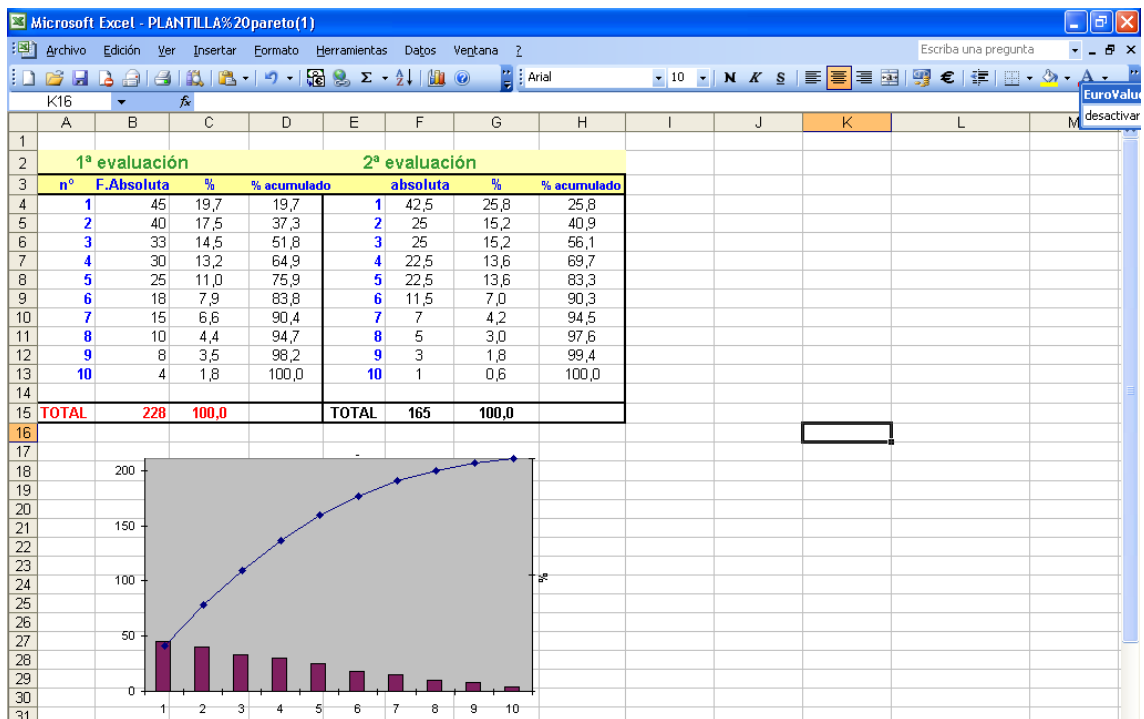 Microsoft Excel - PLANTILLA%20pareto(1)
Archivo Edición Ver Insertar Formato Herramientas Datos Ventana ? Escriba una pregunta
Arial 10 N K S € A
EuroValue
K16 fx desactivar
A B C D E F G H I J K L M
1
2 1ª evaluación 2ª evaluación
3 n° F.Absoluta % % acumulado absoluta % % acumulado
4 1 45 19,7 19,7 1 42,5 25,8 25,8
5 2 40 17,5 37,3 2 25 15,2 40,9
6 3 33 14,5 51,8 3 25 15,2 56,1
7 4 30 13,2 64,9 4 22,5 13,6 69,7
8 5 25 11,0 75,9 5 22,5 13,6 83,3
9 6 18 7,9 83,8 6 11,5 7,0 90,3
10 7 15 6,6 90,4 7 7 4,2 94,5
11 8 10 4,4 94,7 8 5 3,0 97,6
12 9 8 3,5 98,2 9 3 1,8 99,4
13 10 4 1,8 100,0 10 1 0,6 100,0
14
15 TOTAL 228 100,0 TOTAL 165 100,0
16
17
18 200
19
20
21 150
22
23
24 100 %
25
26
27 50
28
29
30 0
31 1 2 3 4 5 6 7 8 9 10